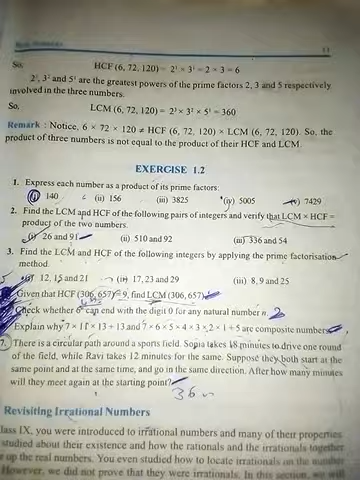 REAL NUMBERS 11
So, HCF (6, 72, 120) = 2¹ × 3¹ = 2 × 3 = 6
2³, 3² and 5¹ are the greatest powers of the prime factors 2, 3 and 5 respectively
involved in the three numbers.
So, LCM (6, 72, 120) = 2³ × 3² × 5¹ = 360
Remark : Notice, 6 × 72 × 120 ≠ HCF (6, 72, 120) × LCM (6, 72, 120). So, the
product of three numbers is not equal to the product of their HCF and LCM.
EXERCISE 1.2
1. Express each number as a product of its prime factors:
(i) 140 (ii) 156 (iii) 3825 (iv) 5005 (v) 7429
2. Find the LCM and HCF of the following pairs of integers and verify that LCM × HCF =
product of the two numbers.
(i) 26 and 91 (ii) 510 and 92 (iii) 336 and 54
3. Find the LCM and HCF of the following integers by applying the prime factorisation
method.
(i) 12, 15 and 21 (ii) 17, 23 and 29 (iii) 8, 9 and 25
Given that HCF (306, 657) = 9, find LCM (306, 657).
Check whether 6ⁿ can end with the digit 0 for any natural number n.
Explain why 7 × 11 × 13 + 13 and 7 × 6 × 5 × 4 × 3 × 2 × 1 + 5 are composite numbers.
7. There is a circular path around a sports field. Sonia takes 18 minutes to drive one round
of the field, while Ravi takes 12 minutes for the same. Suppose they both start at the
same point and at the same time, and go in the same direction. After how many minutes
will they meet again at the starting point?
36
Revisiting Irrational Numbers
lass IX, you were introduced to irrational numbers and many of their properties
studied about their existence and how the rationals and the irrationals together
e up the real numbers. You even studied how to locate irrationals on the number
However, we did not prove that they were irrationals. In this section, we will